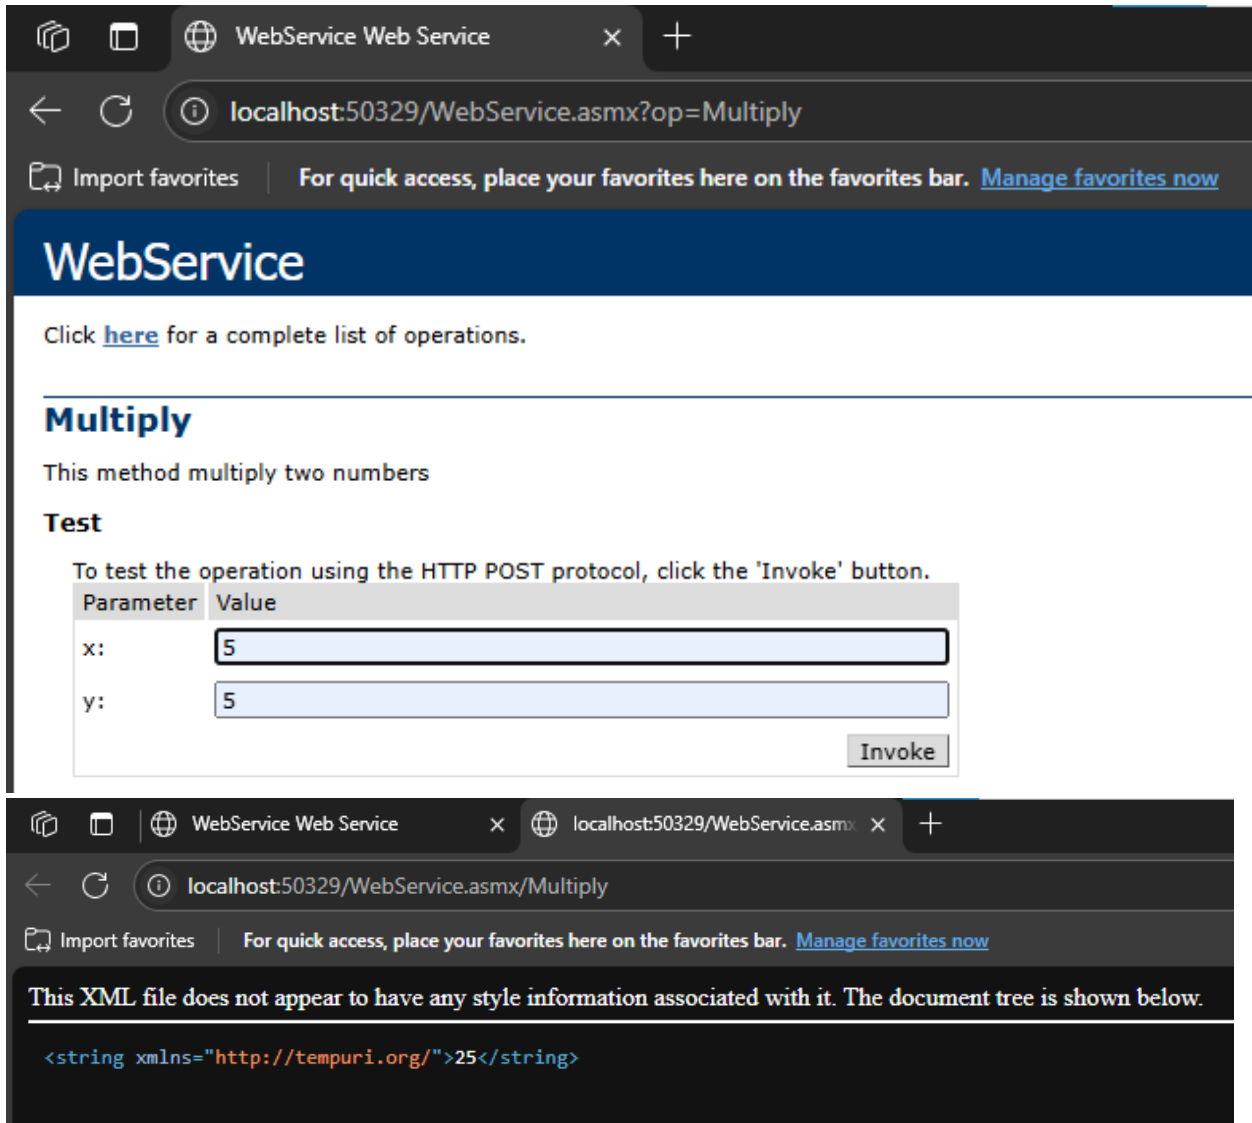 WebService Web Service
localhost:50329/WebService.asmx?op=Multiply
Import favorites For quick access, place your favorites here on the favorites bar. Manage favorites now
WebService
Click here for a complete list of operations.
Multiply
This method multiply two numbers
Test
To test the operation using the HTTP POST protocol, click the 'Invoke' button.
Parameter Value
x: 5
y: 5
Invoke
WebService Web Service localhost:50329/WebService.asmx
localhost:50329/WebService.asmx/Multiply
Import favorites For quick access, place your favorites here on the favorites bar. Manage favorites now
This XML file does not appear to have any style information associated with it. The document tree is shown below.
<string xmlns="http://tempuri.org/">25</string>